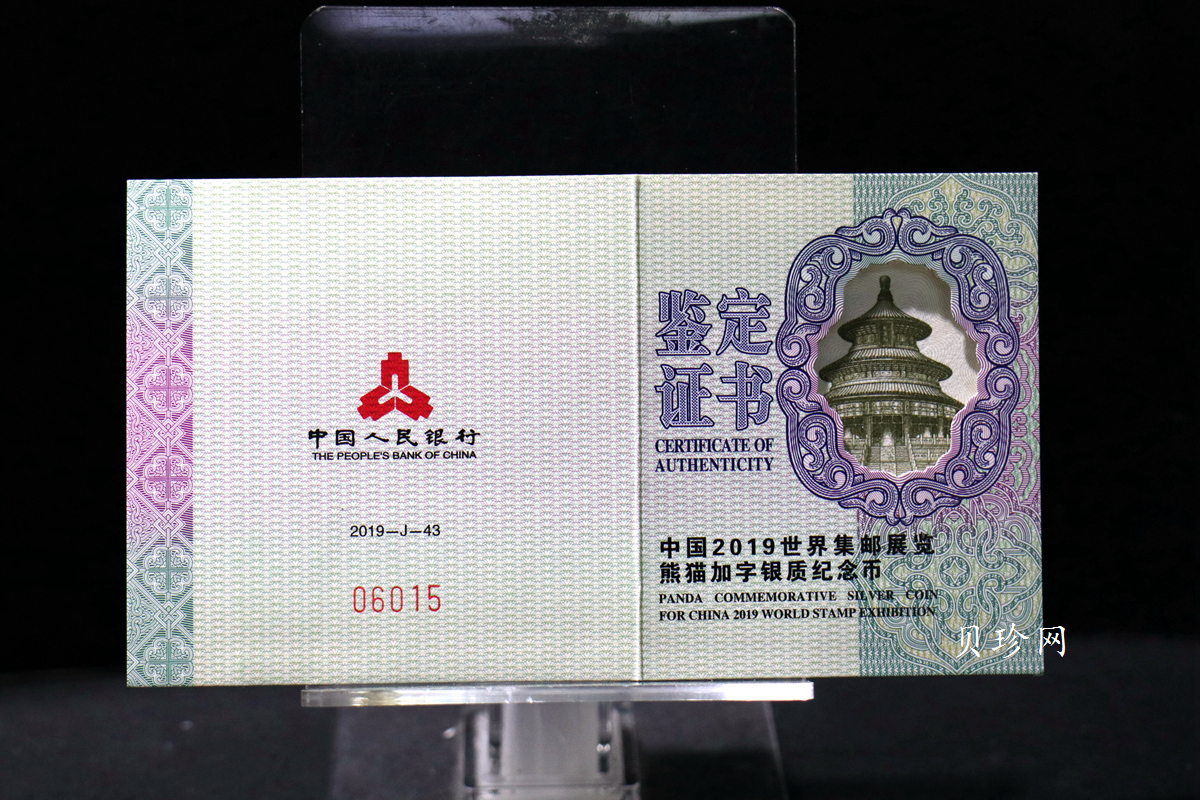 中国人民银行
THE PEOPLE'S BANK OF CHINA
2019—J—43
06015
鉴定
证书
CERTIFICATE OF
AUTHENTICITY
中国2019世界集邮展览
熊猫加字银质纪念币
PANDA COMMEMORATIVE SILVER COIN
FOR CHINA 2019 WORLD STAMP EXHIBITION
贝珍网